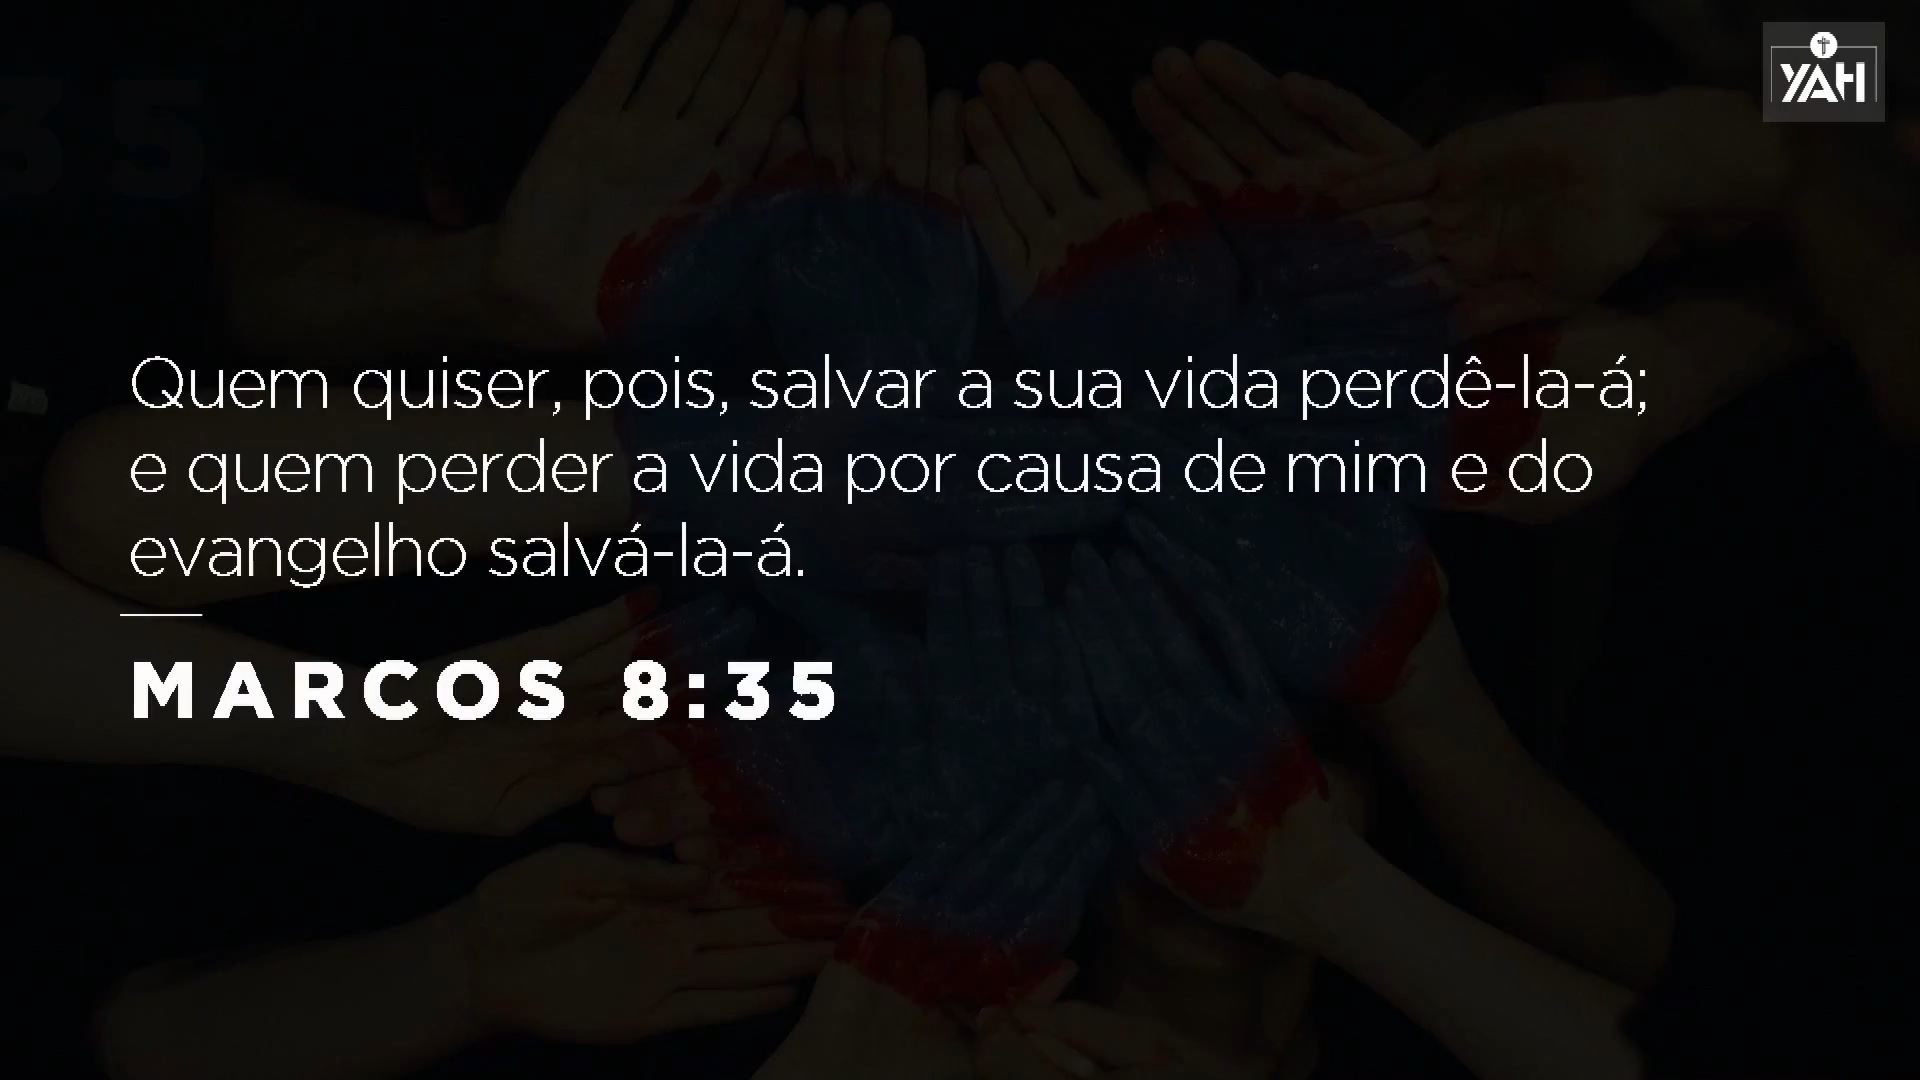 YAH
35
Quem quiser, pois, salvar a sua vida perdê-la-á;
e quem perder a vida por causa de mim e do
evangelho salvá-la-á.
MARCOS 8:35